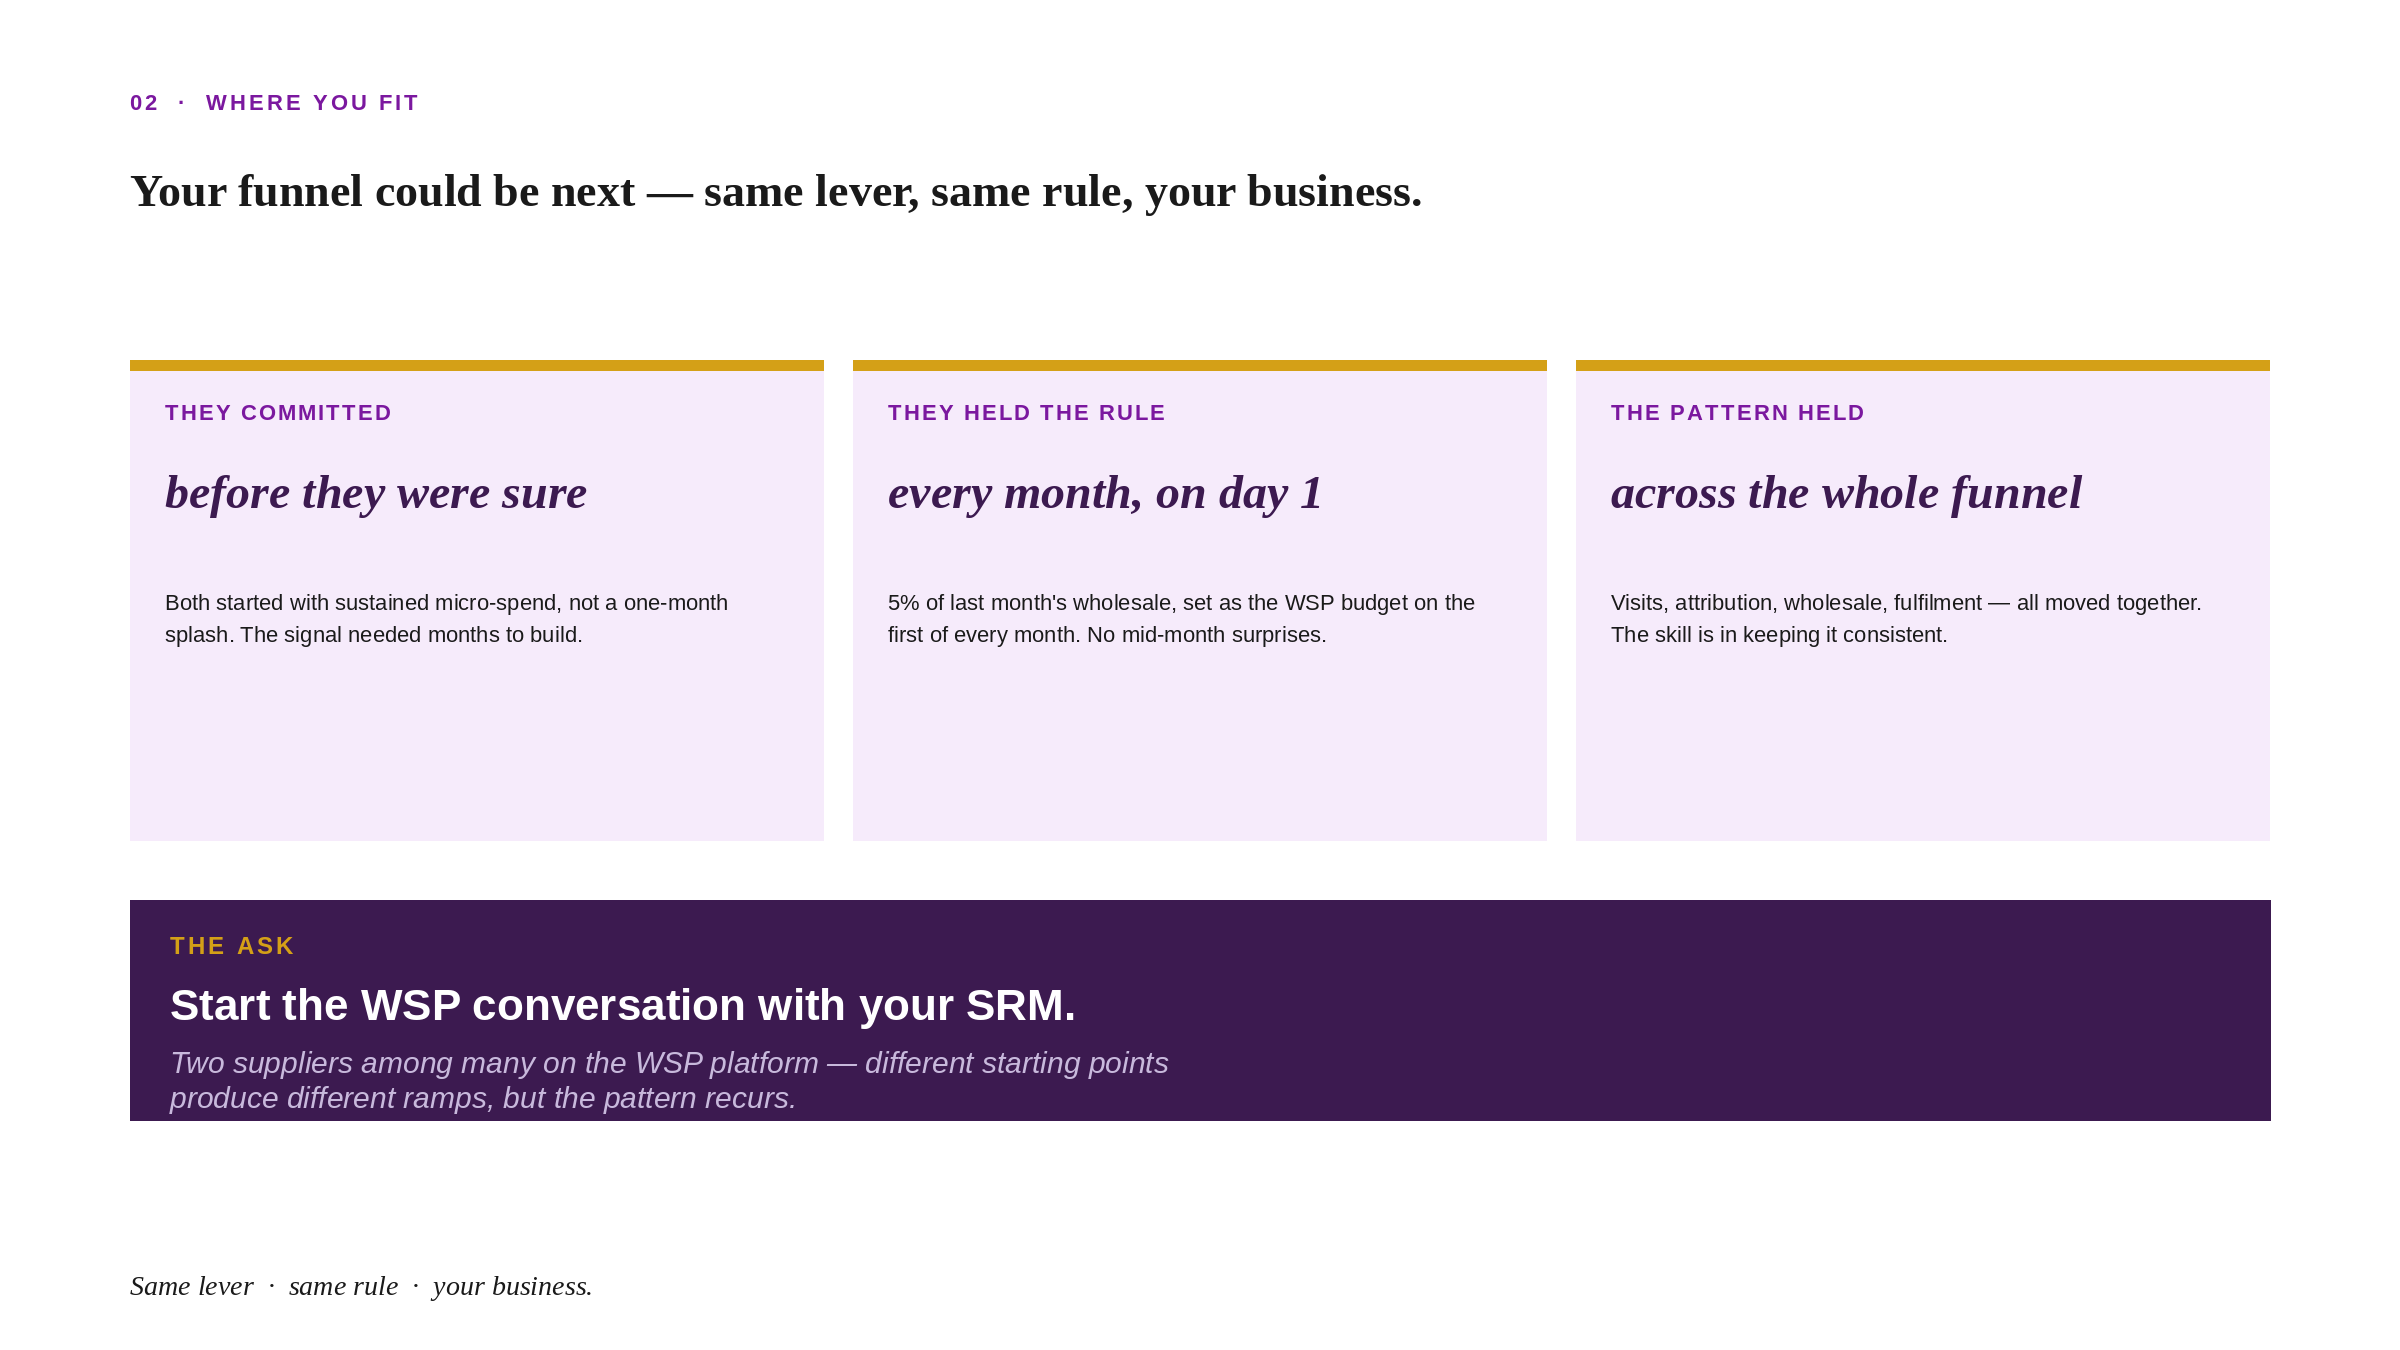 02 · WHERE YOU FIT
Your funnel could be next — same lever, same rule, your business.
THEY COMMITTED
before they were sure
Both started with sustained micro-spend, not a one-month
splash. The signal needed months to build.
THEY HELD THE RULE
every month, on day 1
5% of last month's wholesale, set as the WSP budget on the
first of every month. No mid-month surprises.
THE PATTERN HELD
across the whole funnel
Visits, attribution, wholesale, fulfilment — all moved together.
The skill is in keeping it consistent.
THE ASK
Start the WSP conversation with your SRM.
Two suppliers among many on the WSP platform — different starting points
produce different ramps, but the pattern recurs.
Same lever · same rule · your business.